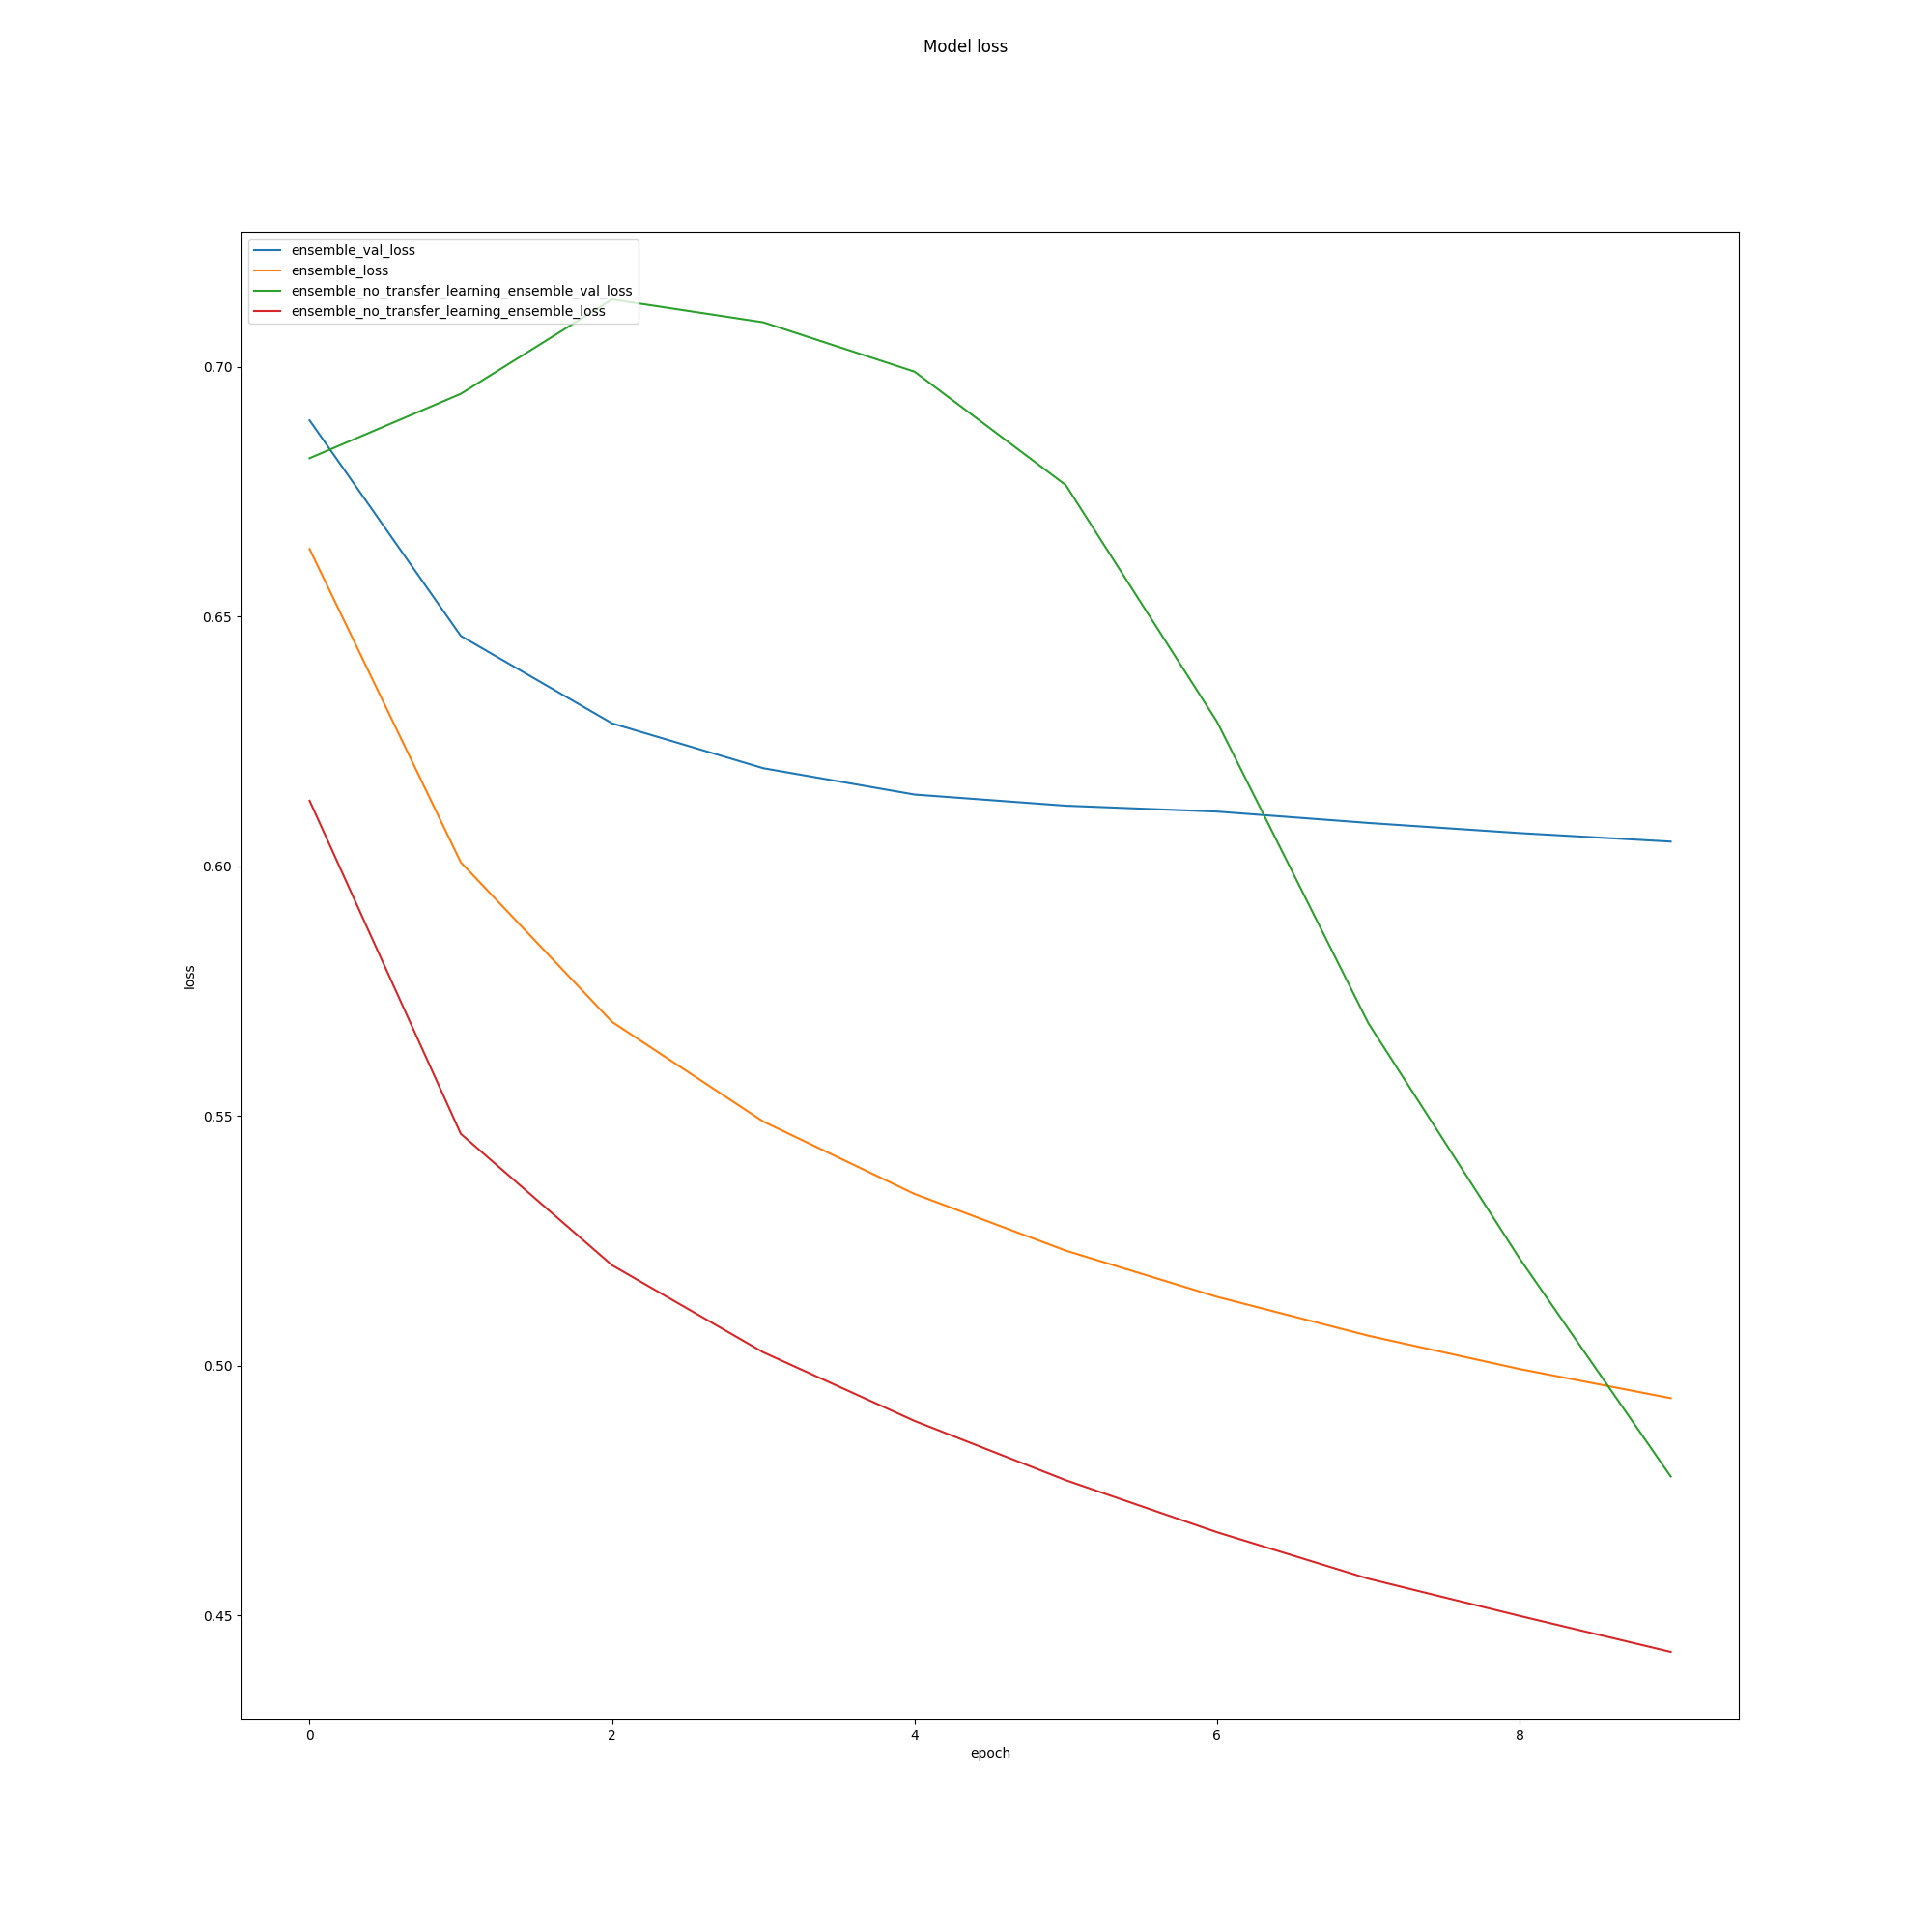 Model loss
ensemble_val_loss
ensemble_loss
ensemble_no_transfer_learning_ensemble_val_loss
ensemble_no_transfer_learning_ensemble_loss
0.70
0.65
0.60
0.55
0.50
0.45
loss
0 2 4 6 8
epoch